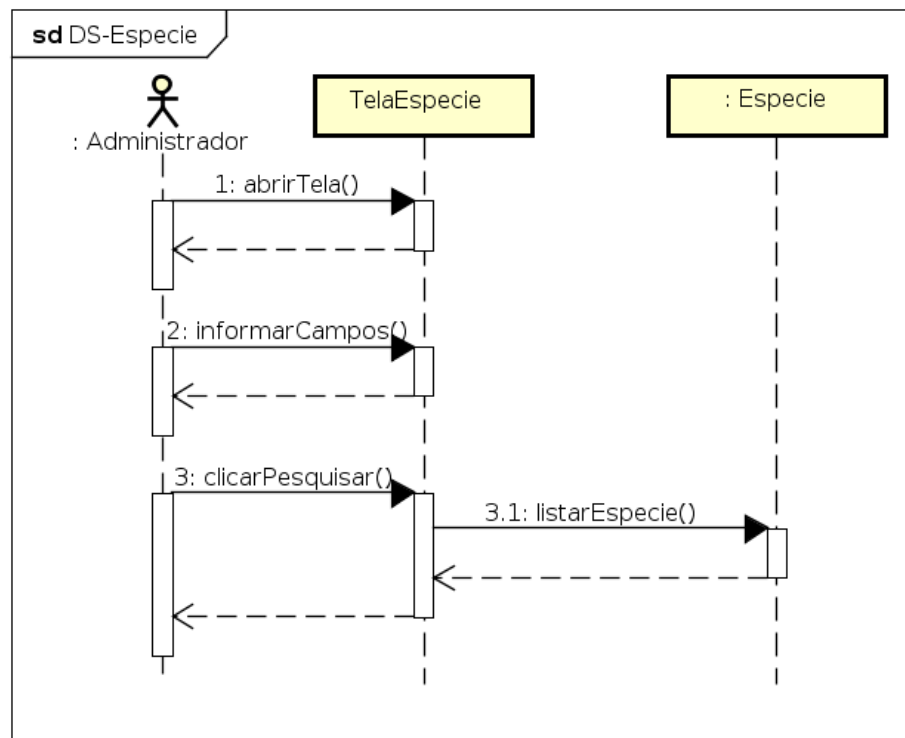 sd DS-Especie
: Administrador
TelaEspecie
: Especie
1: abrirTela()
2: informarCampos()
3: clicarPesquisar()
3.1: listarEspecie()